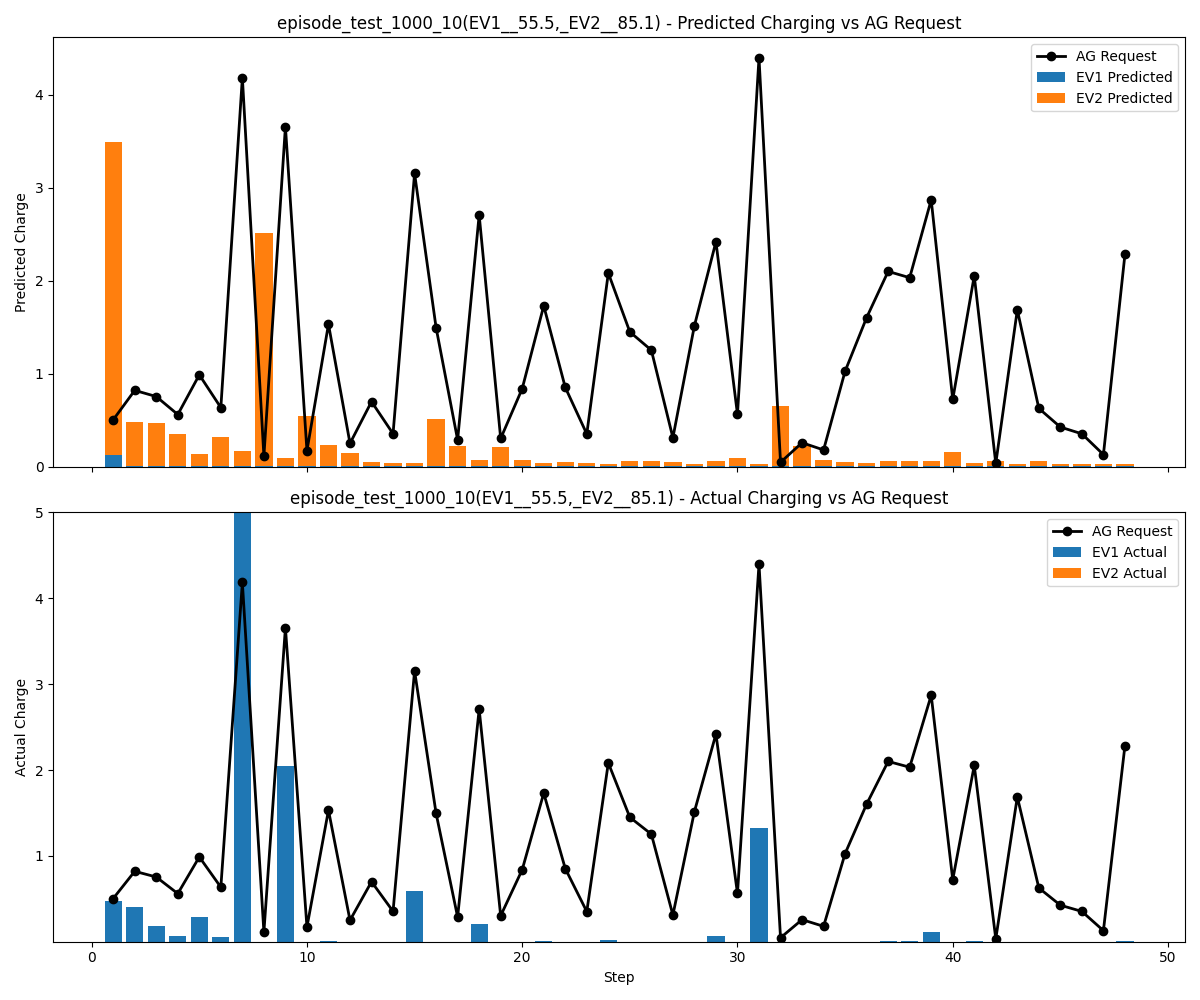 episode_test_1000_10(EV1__55.5,_EV2__85.1) - Predicted Charging vs AG Request
AG Request
EV1 Predicted
EV2 Predicted
Predicted Charge
4
3
2
1
0
episode_test_1000_10(EV1__55.5,_EV2__85.1) - Actual Charging vs AG Request
AG Request
EV1 Actual
EV2 Actual
Actual Charge
5
4
3
2
1
0 10 20 30 40 50
Step